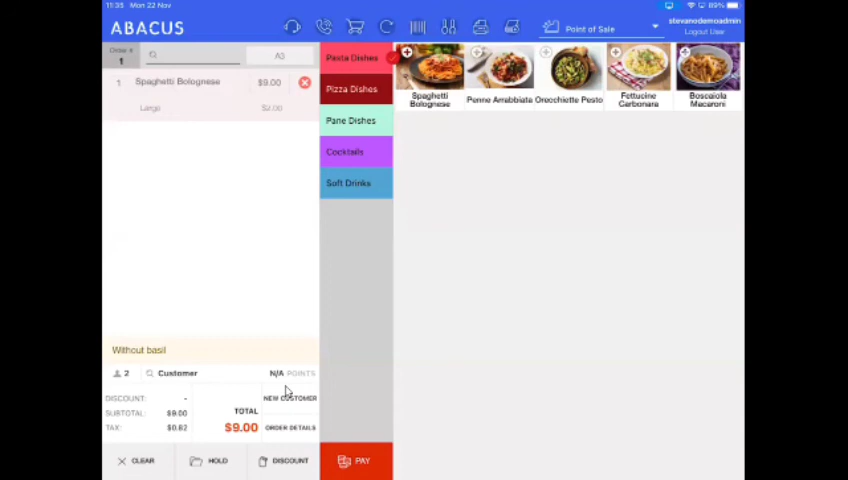 11:35 Mon 22 Nov
89%
ABACUS
Point of Sale
stevanodemoadmin
Logout User
Order #
1
A3
1 Spaghetti Bolognese $9.00
Large $2.00
Without basil
2 Customer N/A POINTS
DISCOUNT: -
SUBTOTAL: $9.00
TAX: $0.82
TOTAL
$9.00
NEW CUSTOMER
ORDER DETAILS
CLEAR
HOLD
DISCOUNT
PAY
Pasta Dishes
Pizza Dishes
Pane Dishes
Cocktails
Soft Drinks
Spaghetti
Bolognese
Penne Arrabbiata
Orecchiette Pesto
Fettucine
Carbonara
Boscaiola
Macaroni